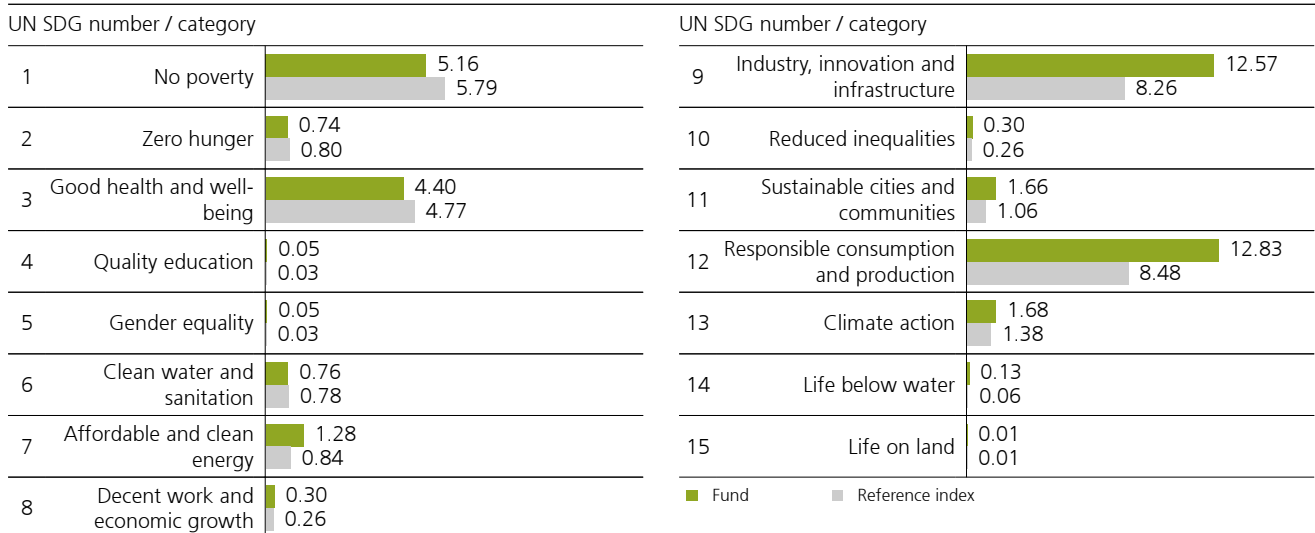 UN SDG number / category
1
No poverty
5.16
5.79
2
Zero hunger
0.74
0.80
3
Good health and well-
being
4.40
4.77
4
Quality education
0.05
0.03
5
Gender equality
0.05
0.03
6
Clean water and
sanitation
0.76
0.78
7
Affordable and clean
energy
1.28
0.84
8
Decent work and
economic growth
0.30
0.26
UN SDG number / category
9
Industry, innovation and
infrastructure
12.57
8.26
10
Reduced inequalities
0.30
0.26
11
Sustainable cities and
communities
1.66
1.06
12
Responsible consumption
and production
12.83
8.48
13
Climate action
1.68
1.38
14
Life below water
0.13
0.06
15
Life on land
0.01
0.01
Fund
Reference index